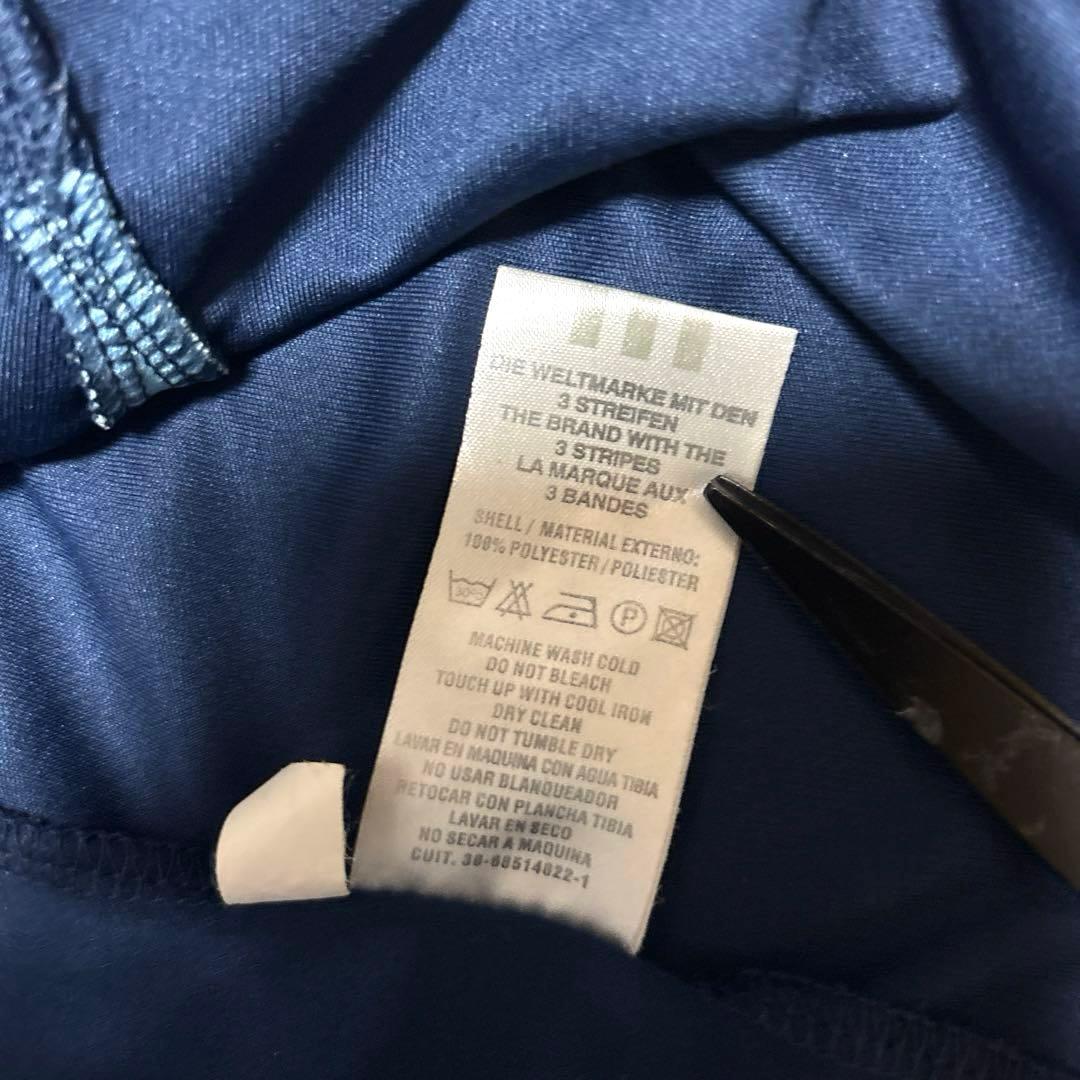 DIE WELTMARKE MIT DEN
3 STREIFEN
THE BRAND WITH THE
3 STRIPES
LA MARQUE AUX
3 BANDES
SHELL / MATERIAL EXTERNO:
100% POLYESTER / POLIESTER
30° P
MACHINE WASH COLD
DO NOT BLEACH
TOUCH UP WITH COOL IRON
DRY CLEAN
DO NOT TUMBLE DRY
LAVAR EN MAQUINA CON AGUA TIBIA
NO USAR BLANQUEADOR
RETOCAR CON PLANCHA TIBIA
LAVAR EN SECO
NO SECAR A MAQUINA
CUIT. 30-68514022-1